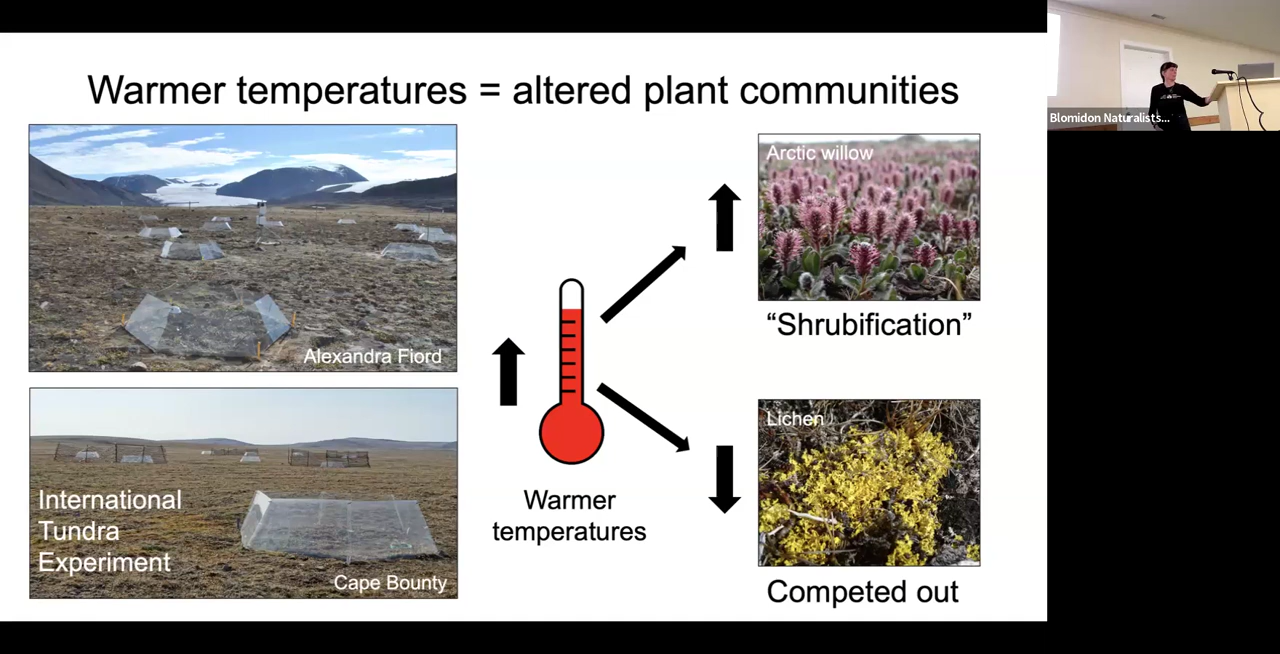 Warmer temperatures = altered plant communities
Alexandra Fiord
International
Tundra
Experiment
Cape Bounty
Warmer
temperatures
Arctic willow
“Shrubification”
Lichen
Competed out
Blomidon Naturalists...